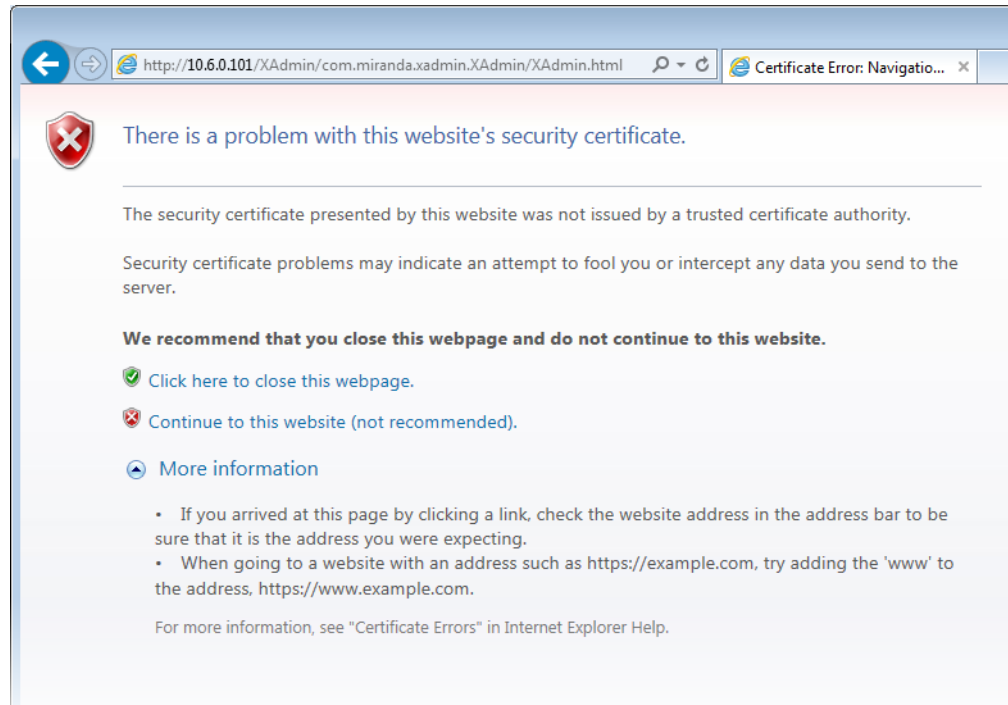 http://10.6.0.101/XAdmin/com.miranda.xadmin.XAdmin/XAdmin.html
Certificate Error: Navigatio...
There is a problem with this website's security certificate.
The security certificate presented by this website was not issued by a trusted certificate authority.
Security certificate problems may indicate an attempt to fool you or intercept any data you send to the
server.
We recommend that you close this webpage and do not continue to this website.
Click here to close this webpage.
Continue to this website (not recommended).
More information
• If you arrived at this page by clicking a link, check the website address in the address bar to be
sure that it is the address you were expecting.
• When going to a website with an address such as https://example.com, try adding the 'www' to
the address, https://www.example.com.
For more information, see "Certificate Errors" in Internet Explorer Help.